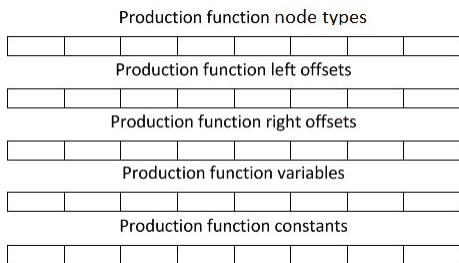 Production function node types
Production function left offsets
Production function right offsets
Production function variables
Production function constants